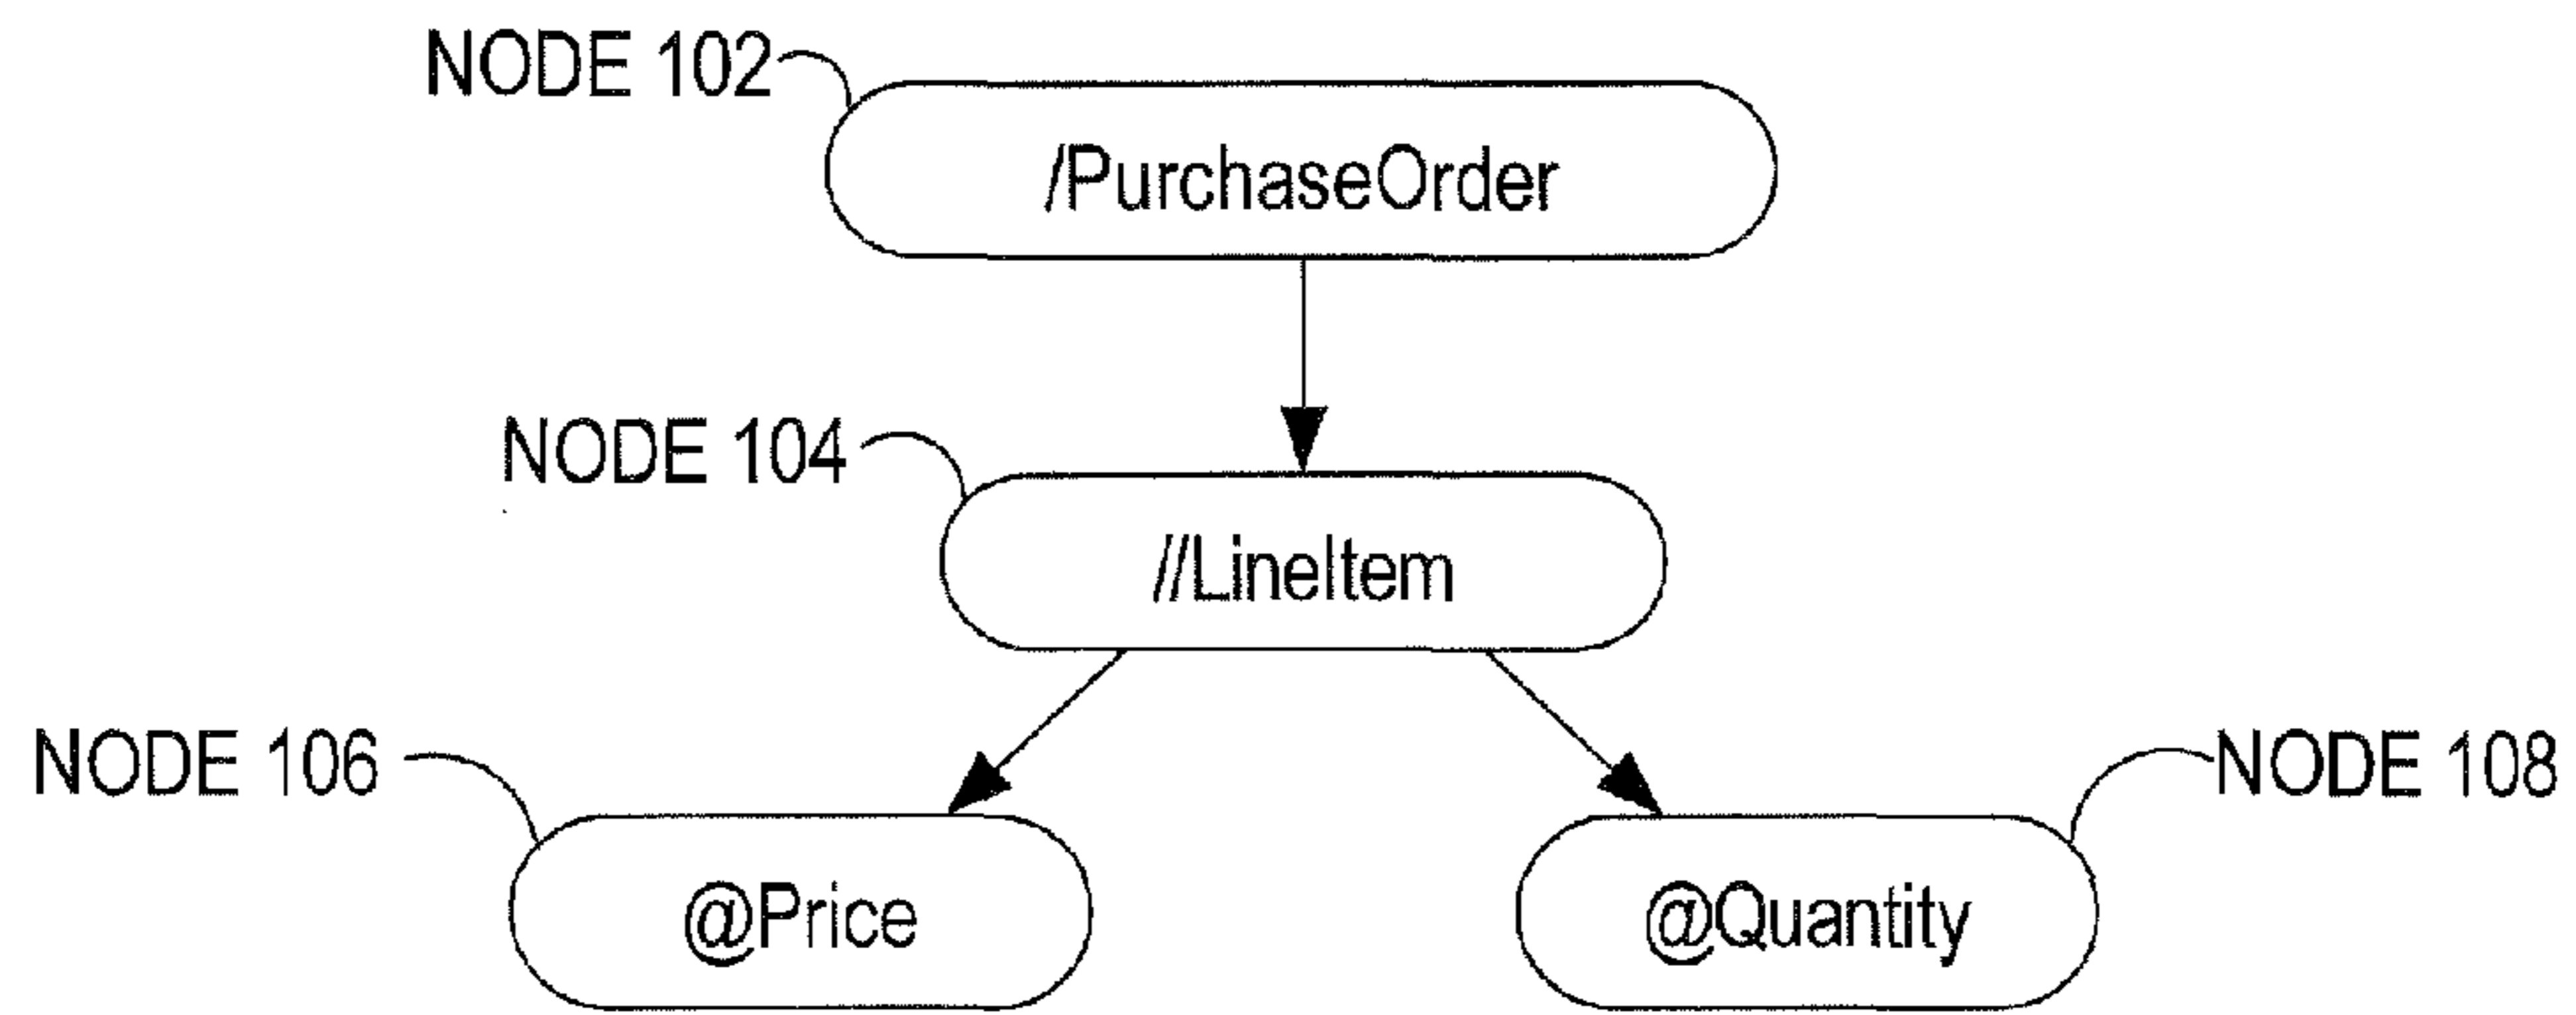 NODE 102
/PurchaseOrder
NODE 104
//LineItem
NODE 106
NODE 108
@Price
@Quantity